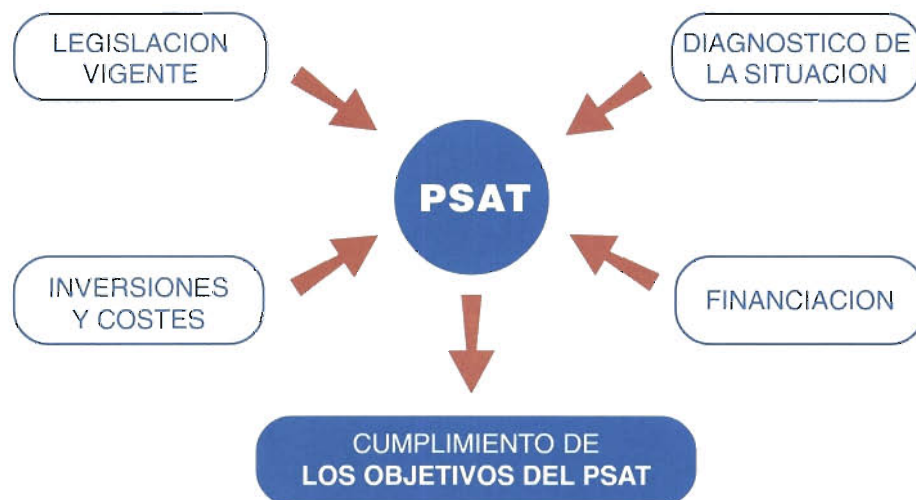 LEGISLACION
VIGENTE
DIAGNOSTICO DE
LA SITUACION
PSAT
INVERSIONES
Y COSTES
FINANCIACION
CUMPLIMIENTO DE
LOS OBJETIVOS DEL PSAT